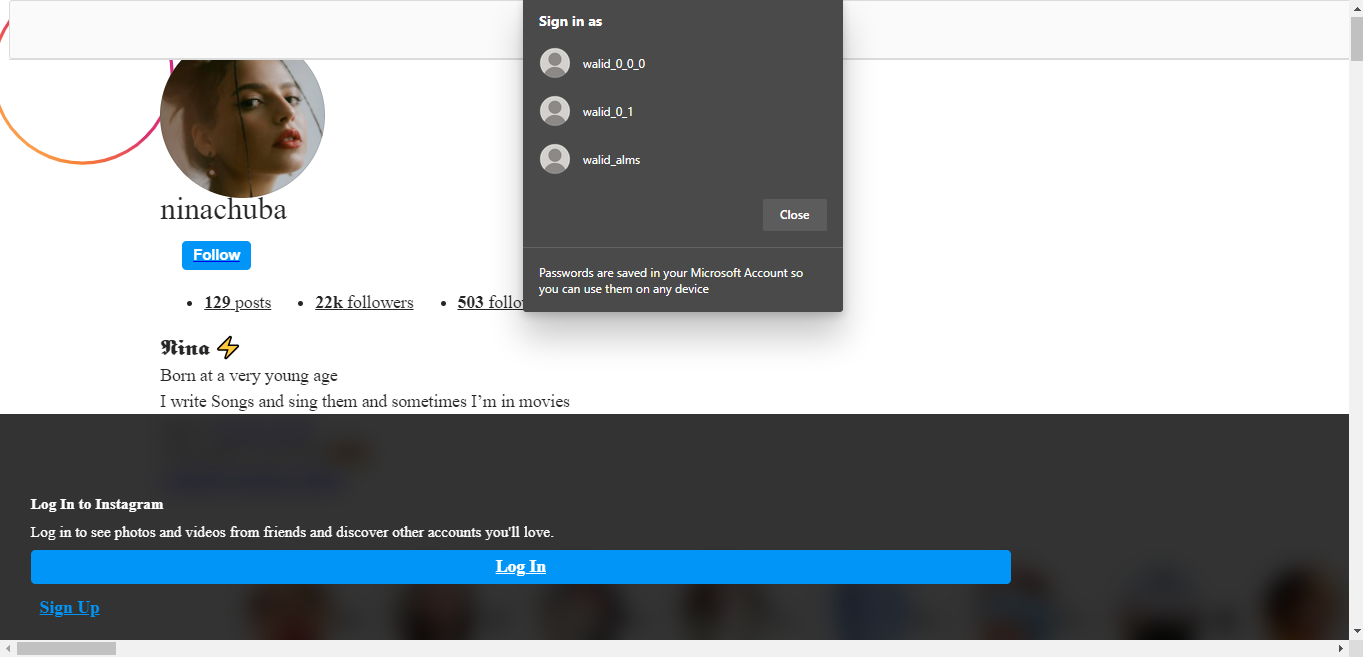 Sign in as
walid_0_0_0
walid_0_1
walid_alms
Close
Passwords are saved in your Microsoft Account so
you can use them on any device
ninachuba
Follow
129 posts
22k followers
503 follo
𝕹𝖎𝖓𝖆 ⚡
Born at a very young age
I write Songs and sing them and sometimes I’m in movies
Log In to Instagram
Log in to see photos and videos from friends and discover other accounts you'll love.
Log In
Sign Up